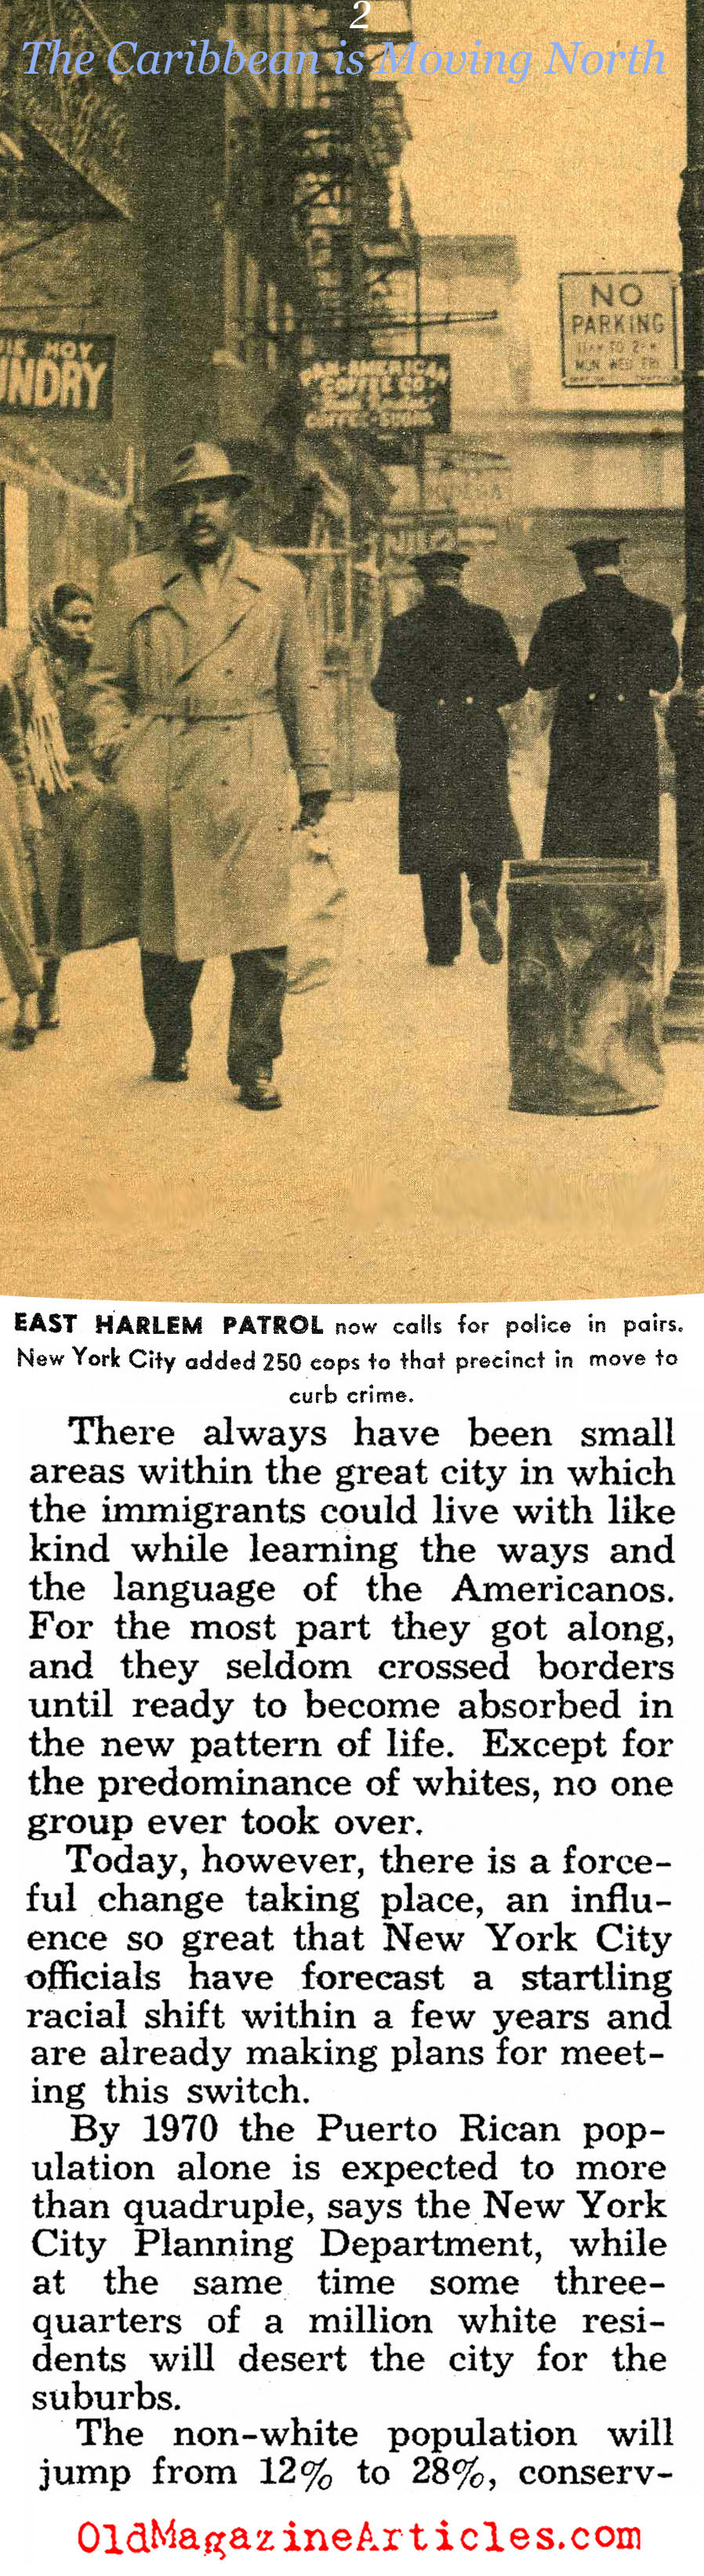 2
The Caribbean is Moving North
NO
PARKING
MON WED FRI
HOY
UNDRY
PAN-AMERICAN
COFFEE CO.
EAST HARLEM PATROL now calls for police in pairs.
New York City added 250 cops to that precinct in move to
curb crime.
There always have been small
areas within the great city in which
the immigrants could live with like
kind while learning the ways and
the language of the Americanos.
For the most part they got along,
and they seldom crossed borders
until ready to become absorbed in
the new pattern of life. Except for
the predominance of whites, no one
group ever took over.
Today, however, there is a force-
ful change taking place, an influ-
ence so great that New York City
officials have forecast a startling
racial shift within a few years and
are already making plans for meet-
ing this switch.
By 1970 the Puerto Rican pop-
ulation alone is expected to more
than quadruple, says the New York
City Planning Department, while
at the same time some three-
quarters of a million white resi-
dents will desert the city for the
suburbs.
The non-white population will
jump from 12% to 28%, conserv-
OldMagazineArticles.com